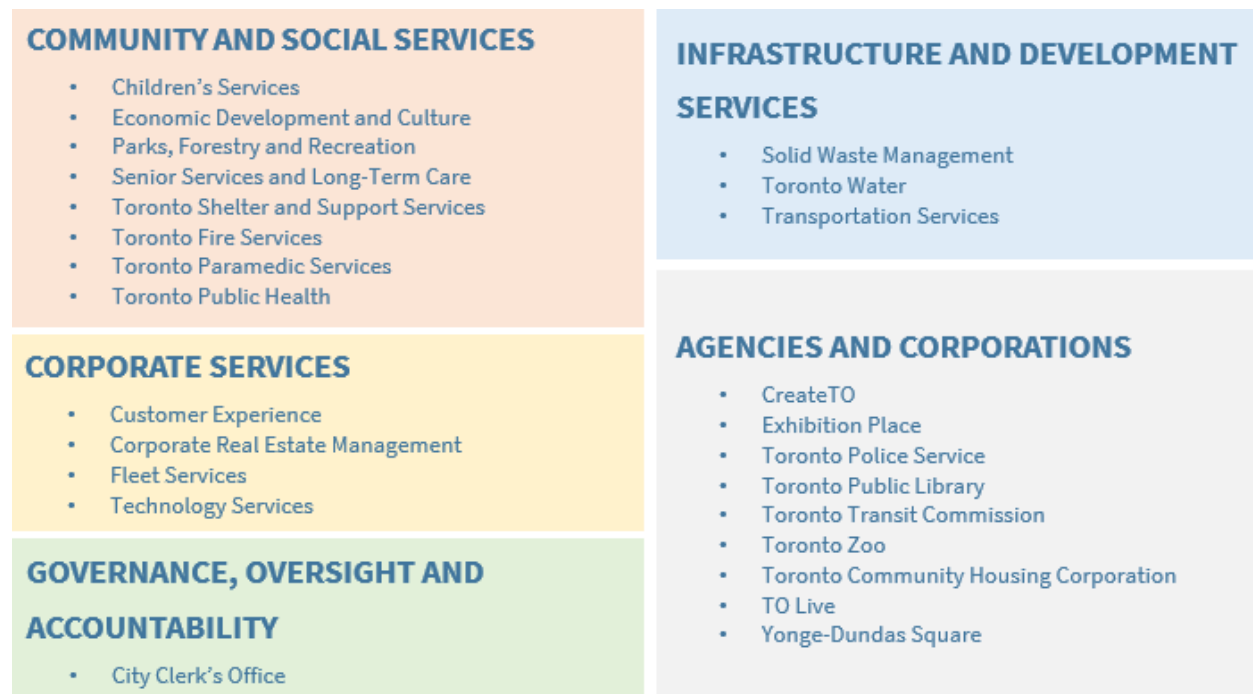 COMMUNITY AND SOCIAL SERVICES
• Children’s Services
• Economic Development and Culture
• Parks, Forestry and Recreation
• Senior Services and Long-Term Care
• Toronto Shelter and Support Services
• Toronto Fire Services
• Toronto Paramedic Services
• Toronto Public Health
CORPORATE SERVICES
• Customer Experience
• Corporate Real Estate Management
• Fleet Services
• Technology Services
GOVERNANCE, OVERSIGHT AND
ACCOUNTABILITY
• City Clerk’s Office
INFRASTRUCTURE AND DEVELOPMENT
SERVICES
• Solid Waste Management
• Toronto Water
• Transportation Services
AGENCIES AND CORPORATIONS
• CreateTO
• Exhibition Place
• Toronto Police Service
• Toronto Public Library
• Toronto Transit Commission
• Toronto Zoo
• Toronto Community Housing Corporation
• TO Live
• Yonge-Dundas Square